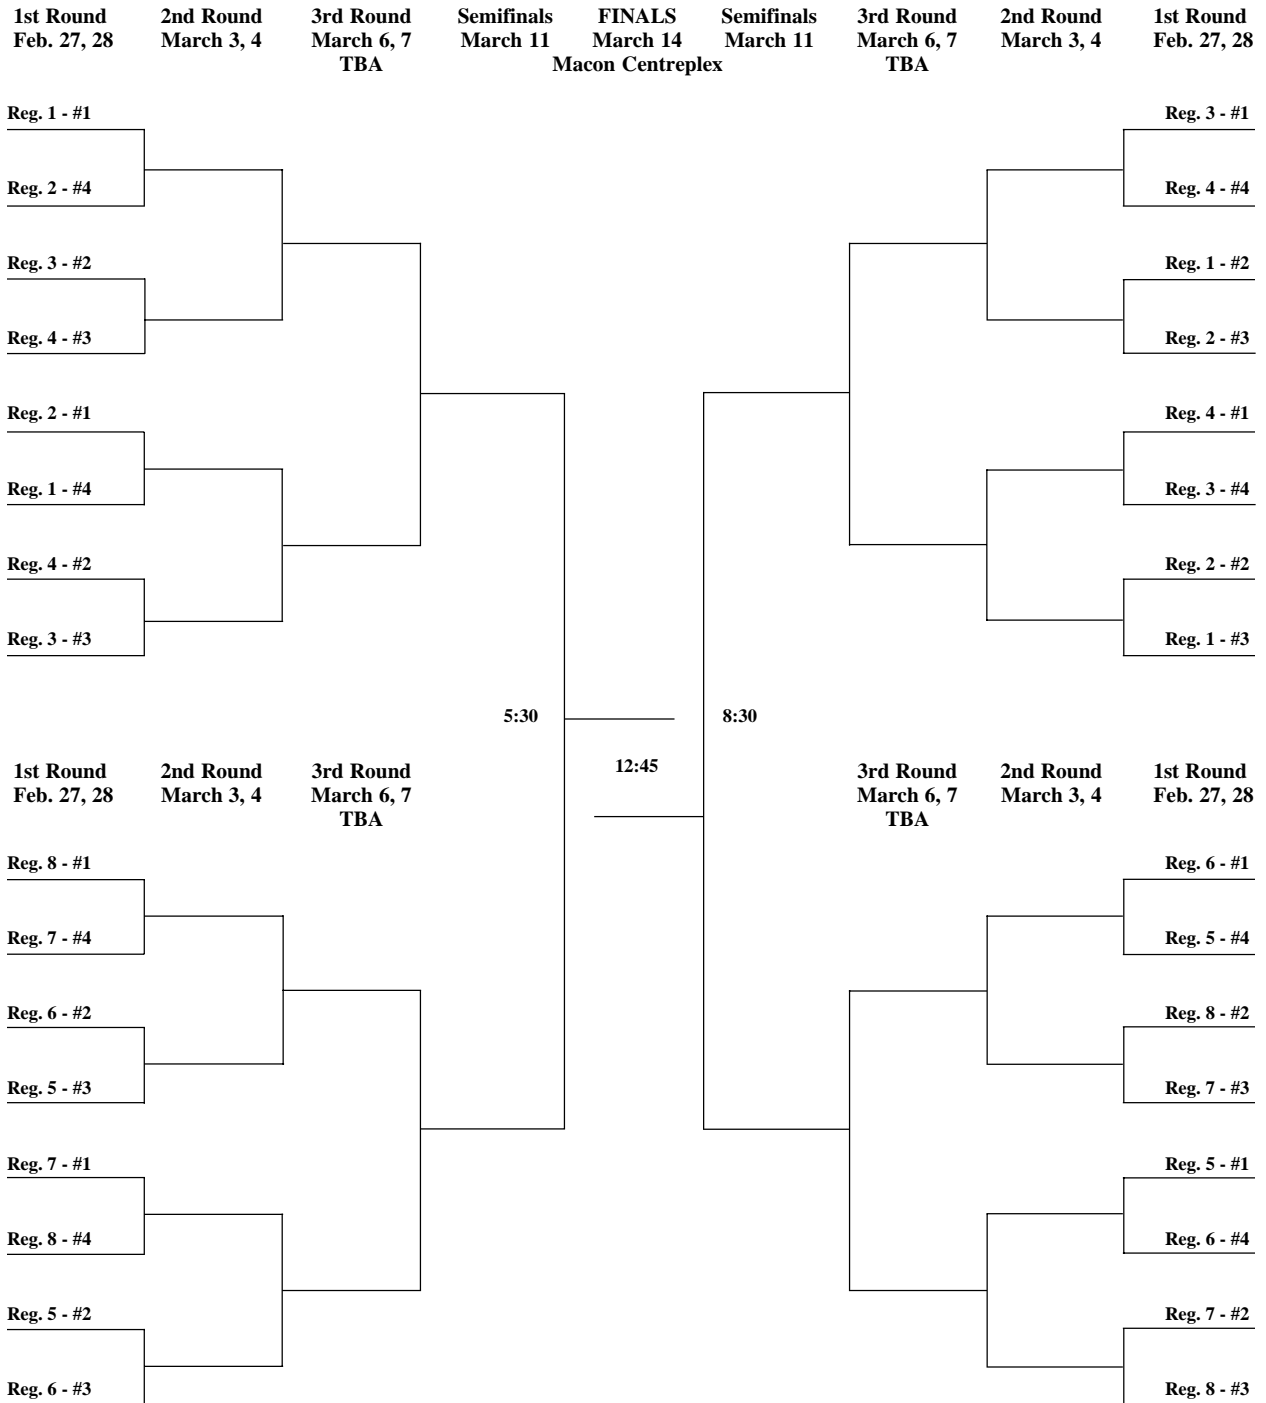 1st Round 2nd Round 3rd Round Semifinals FINALS Semifinals 3rd Round 2nd Round 1st Round
Feb. 27, 28 March 3, 4 March 6, 7 March 11 March 14 March 11 March 6, 7 March 3, 4 Feb. 27, 28
TBA Macon Centreplex TBA
Reg. 1 - #1 Reg. 3 - #1
Reg. 2 - #4 Reg. 4 - #4
Reg. 3 - #2 Reg. 1 - #2
Reg. 4 - #3 Reg. 2 - #3
Reg. 2 - #1 Reg. 4 - #1
Reg. 1 - #4 Reg. 3 - #4
Reg. 4 - #2 Reg. 2 - #2
Reg. 3 - #3 Reg. 1 - #3
5:30 8:30
12:45
1st Round 2nd Round 3rd Round 3rd Round 2nd Round 1st Round
Feb. 27, 28 March 3, 4 March 6, 7 March 6, 7 March 3, 4 Feb. 27, 28
TBA TBA
Reg. 8 - #1 Reg. 6 - #1
Reg. 7 - #4 Reg. 5 - #4
Reg. 6 - #2 Reg. 8 - #2
Reg. 5 - #3 Reg. 7 - #3
Reg. 7 - #1 Reg. 5 - #1
Reg. 8 - #4 Reg. 6 - #4
Reg. 5 - #2 Reg. 7 - #2
Reg. 6 - #3 Reg. 8 - #3